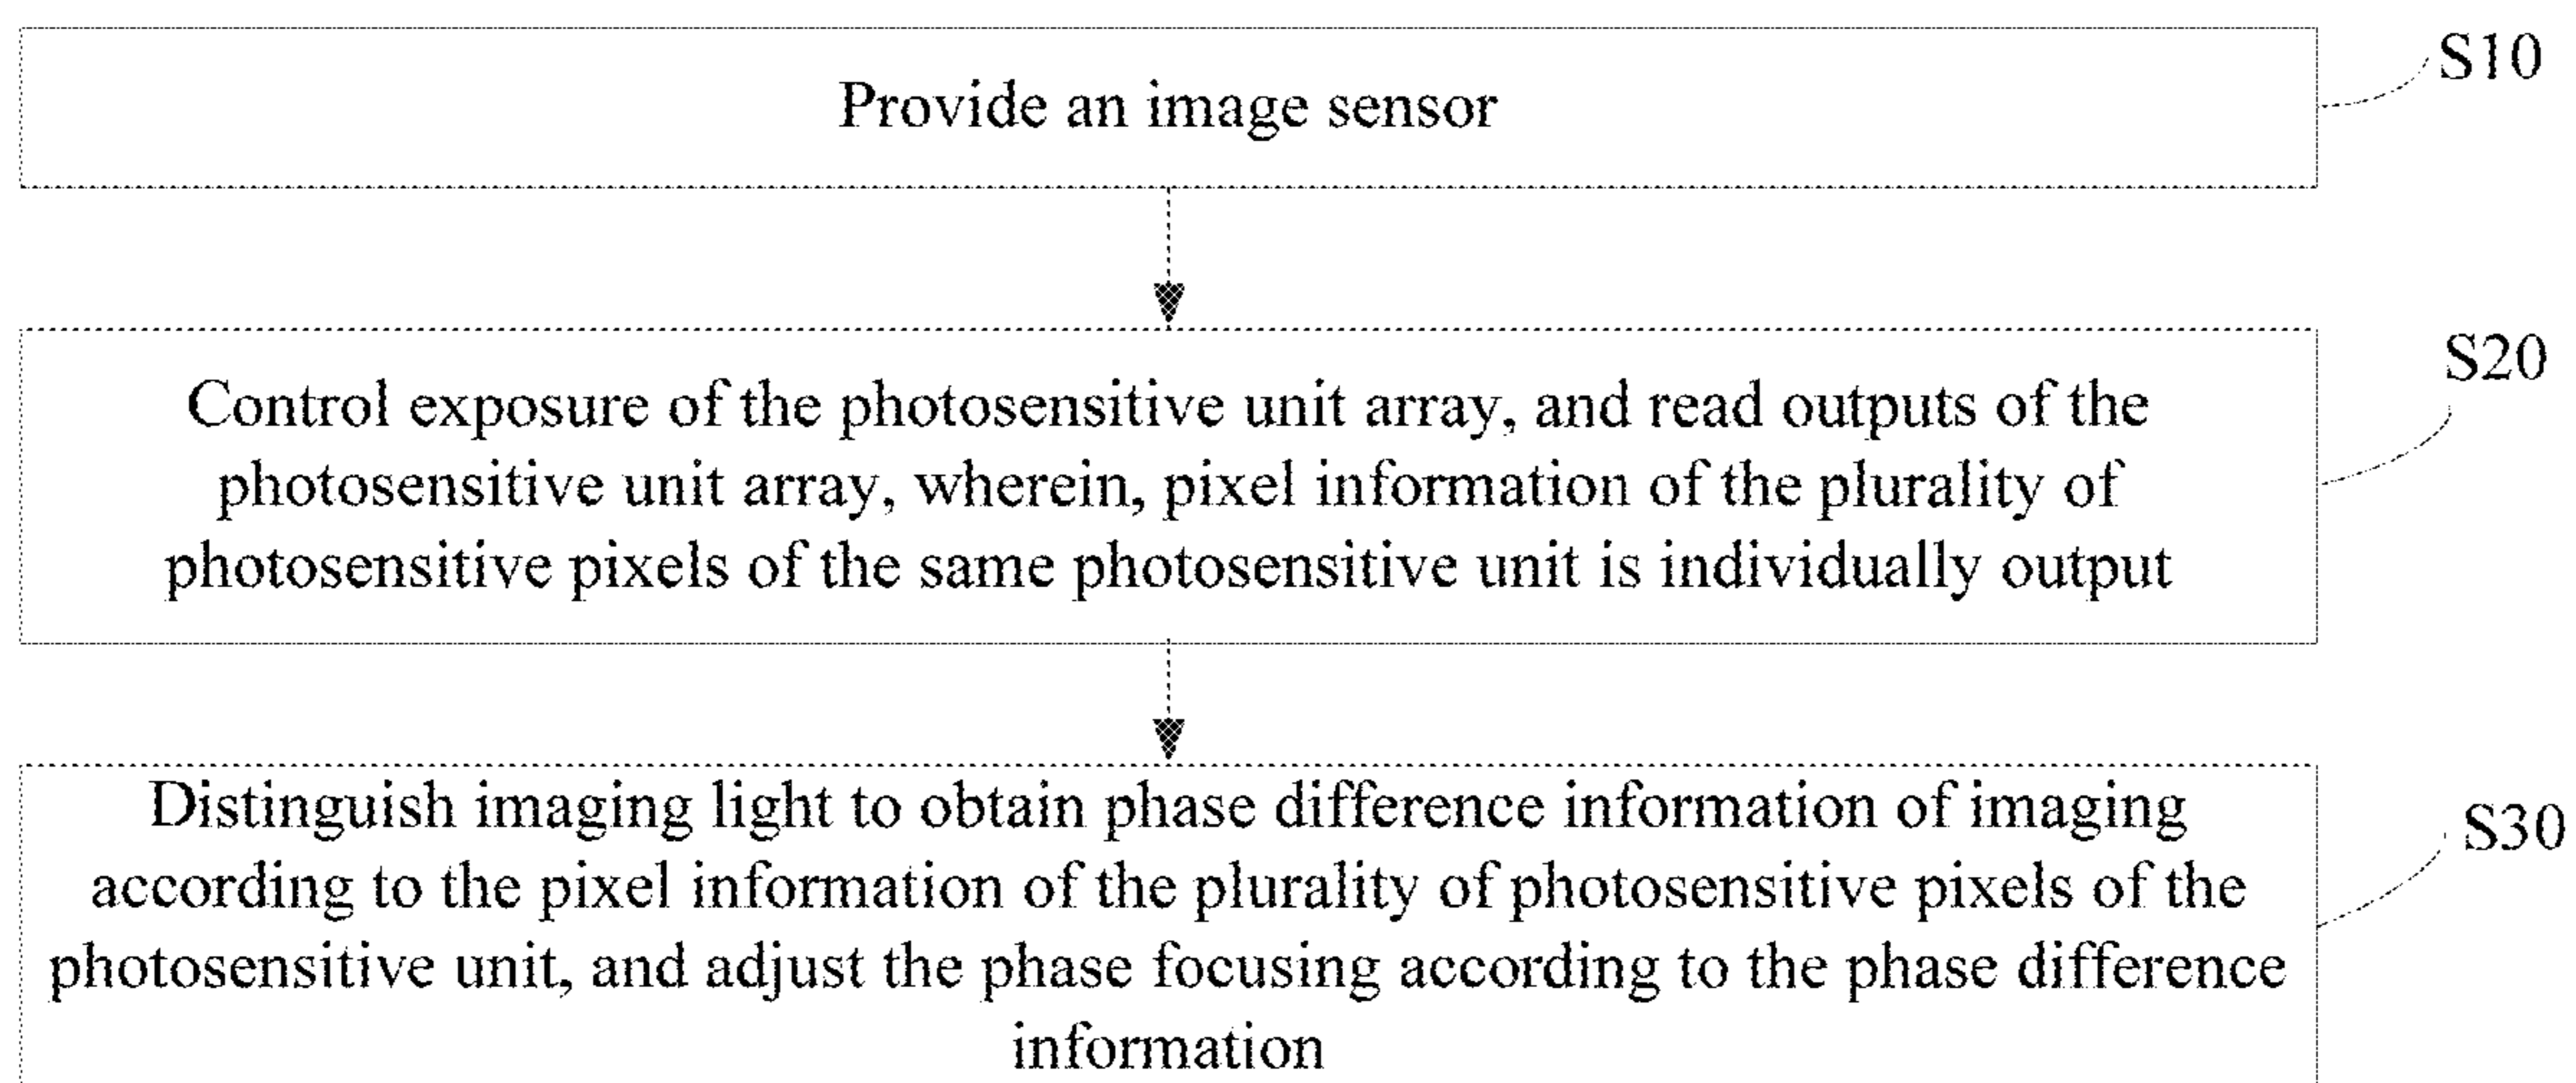 Provide an image sensor
S10
Control exposure of the photosensitive unit array, and read outputs of the
photosensitive unit array, wherein, pixel information of the plurality of
photosensitive pixels of the same photosensitive unit is individually output
S20
Distinguish imaging light to obtain phase difference information of imaging
according to the pixel information of the plurality of photosensitive pixels of the
photosensitive unit, and adjust the phase focusing according to the phase difference
information
S30